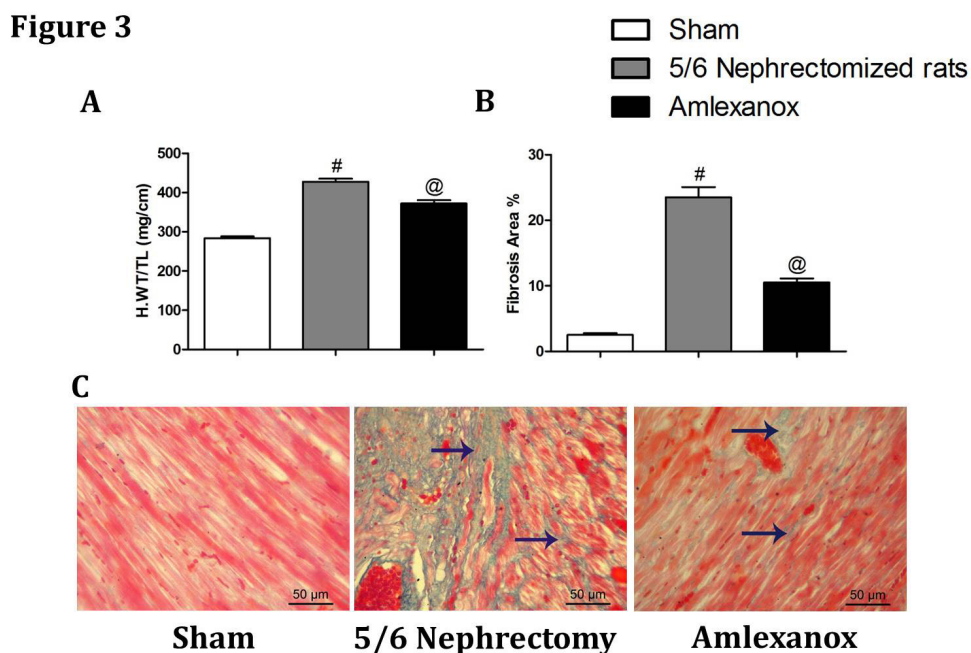 Figure 3
Sham
5/6 Nephrectomized rats
Amlexanox
A
B
H.WT/TL (mg/cm)
500
400
300
200
100
0
#
@
Fibrosis Area %
30
20
10
0
#
@
C
50 µm
50 µm
50 µm
Sham
5/6 Nephrectomy
Amlexanox